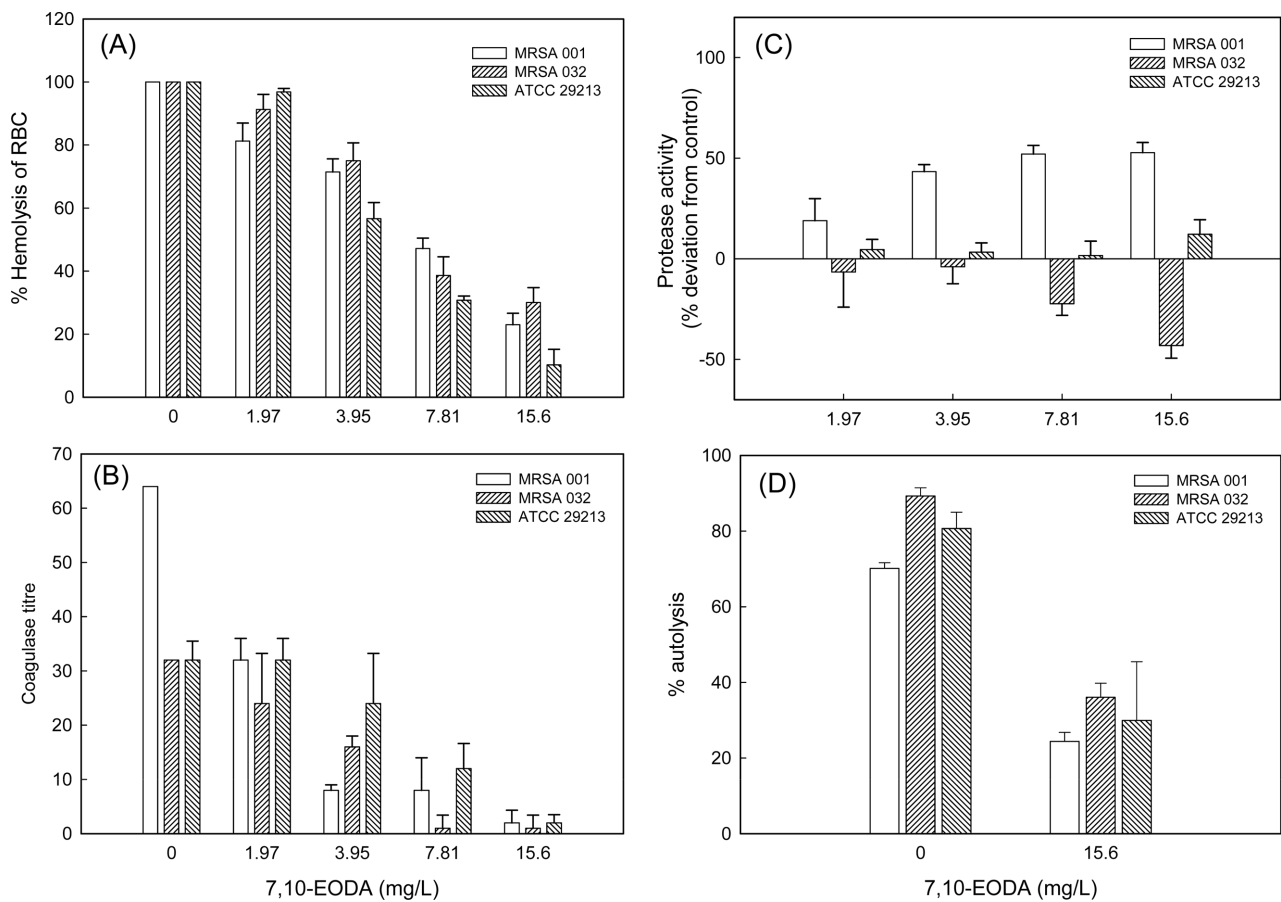 (A)
% Hemolysis of RBC
120
100
80
60
40
20
0
MRSA 001
MRSA 032
ATCC 29213
0 1.97 3.95 7.81 15.6
(C)
Protease activity
(% deviation from control)
100
50
0
-50
MRSA 001
MRSA 032
ATCC 29213
1.97 3.95 7.81 15.6
(B)
Coagulase titre
70
60
50
40
30
20
10
0
MRSA 001
MRSA 032
ATCC 29213
0 1.97 3.95 7.81 15.6
7,10-EODA (mg/L)
(D)
% autolysis
100
80
60
40
20
0
MRSA 001
MRSA 032
ATCC 29213
0 15.6
7,10-EODA (mg/L)